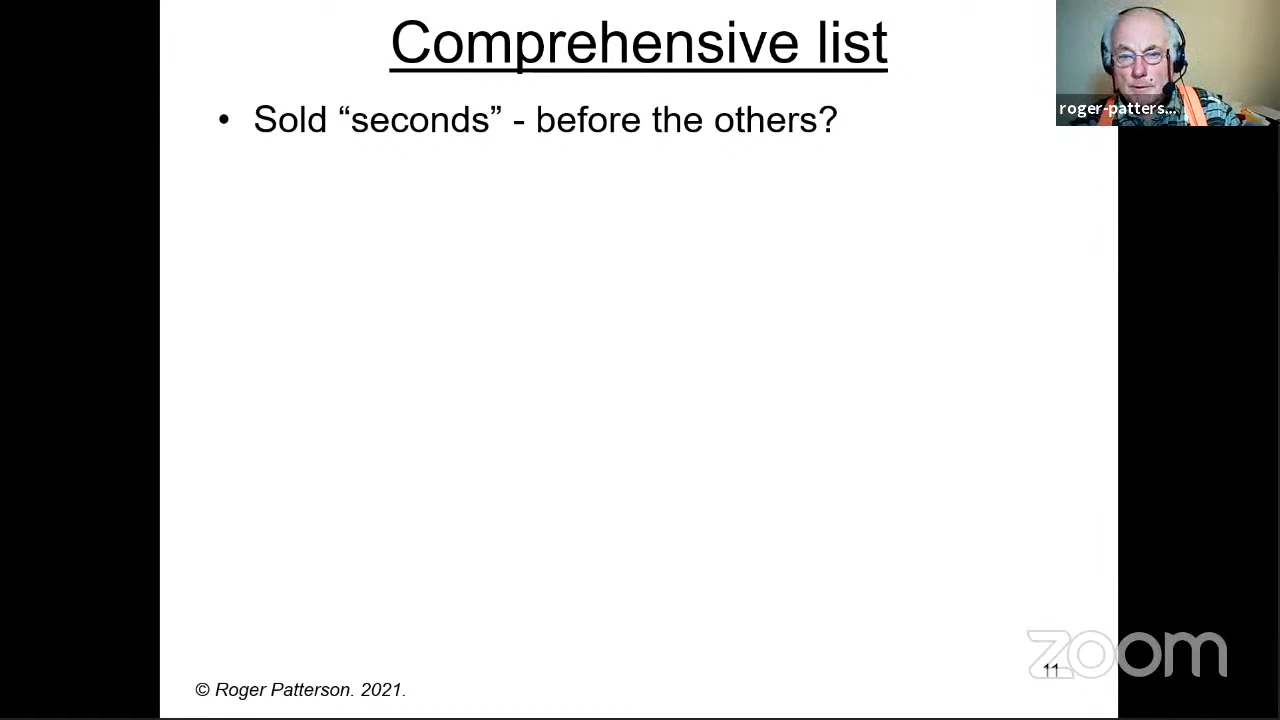 Comprehensive list
• Sold “seconds” - before the others?
roger-patters...
zoom
11
© Roger Patterson. 2021.